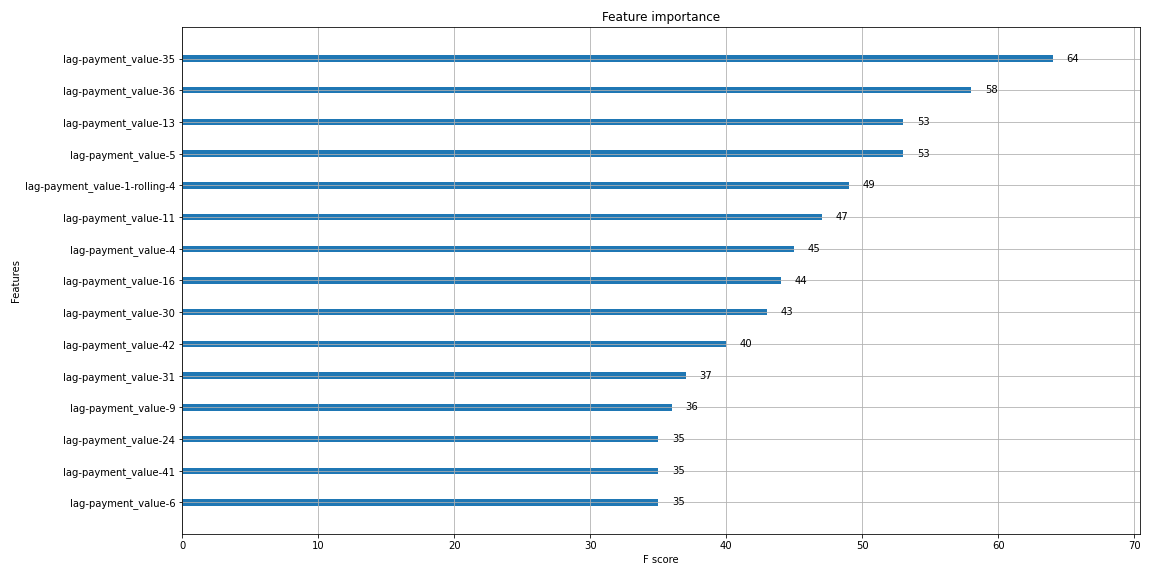 Feature importance
lag-payment_value-35 64
lag-payment_value-36 58
lag-payment_value-13 53
lag-payment_value-5 53
lag-payment_value-1-rolling-4 49
lag-payment_value-11 47
lag-payment_value-4 45
lag-payment_value-16 44
lag-payment_value-30 43
lag-payment_value-42 40
lag-payment_value-31 37
lag-payment_value-9 36
lag-payment_value-24 35
lag-payment_value-41 35
lag-payment_value-6 35
Features
0 10 20 30 40 50 60 70
F score